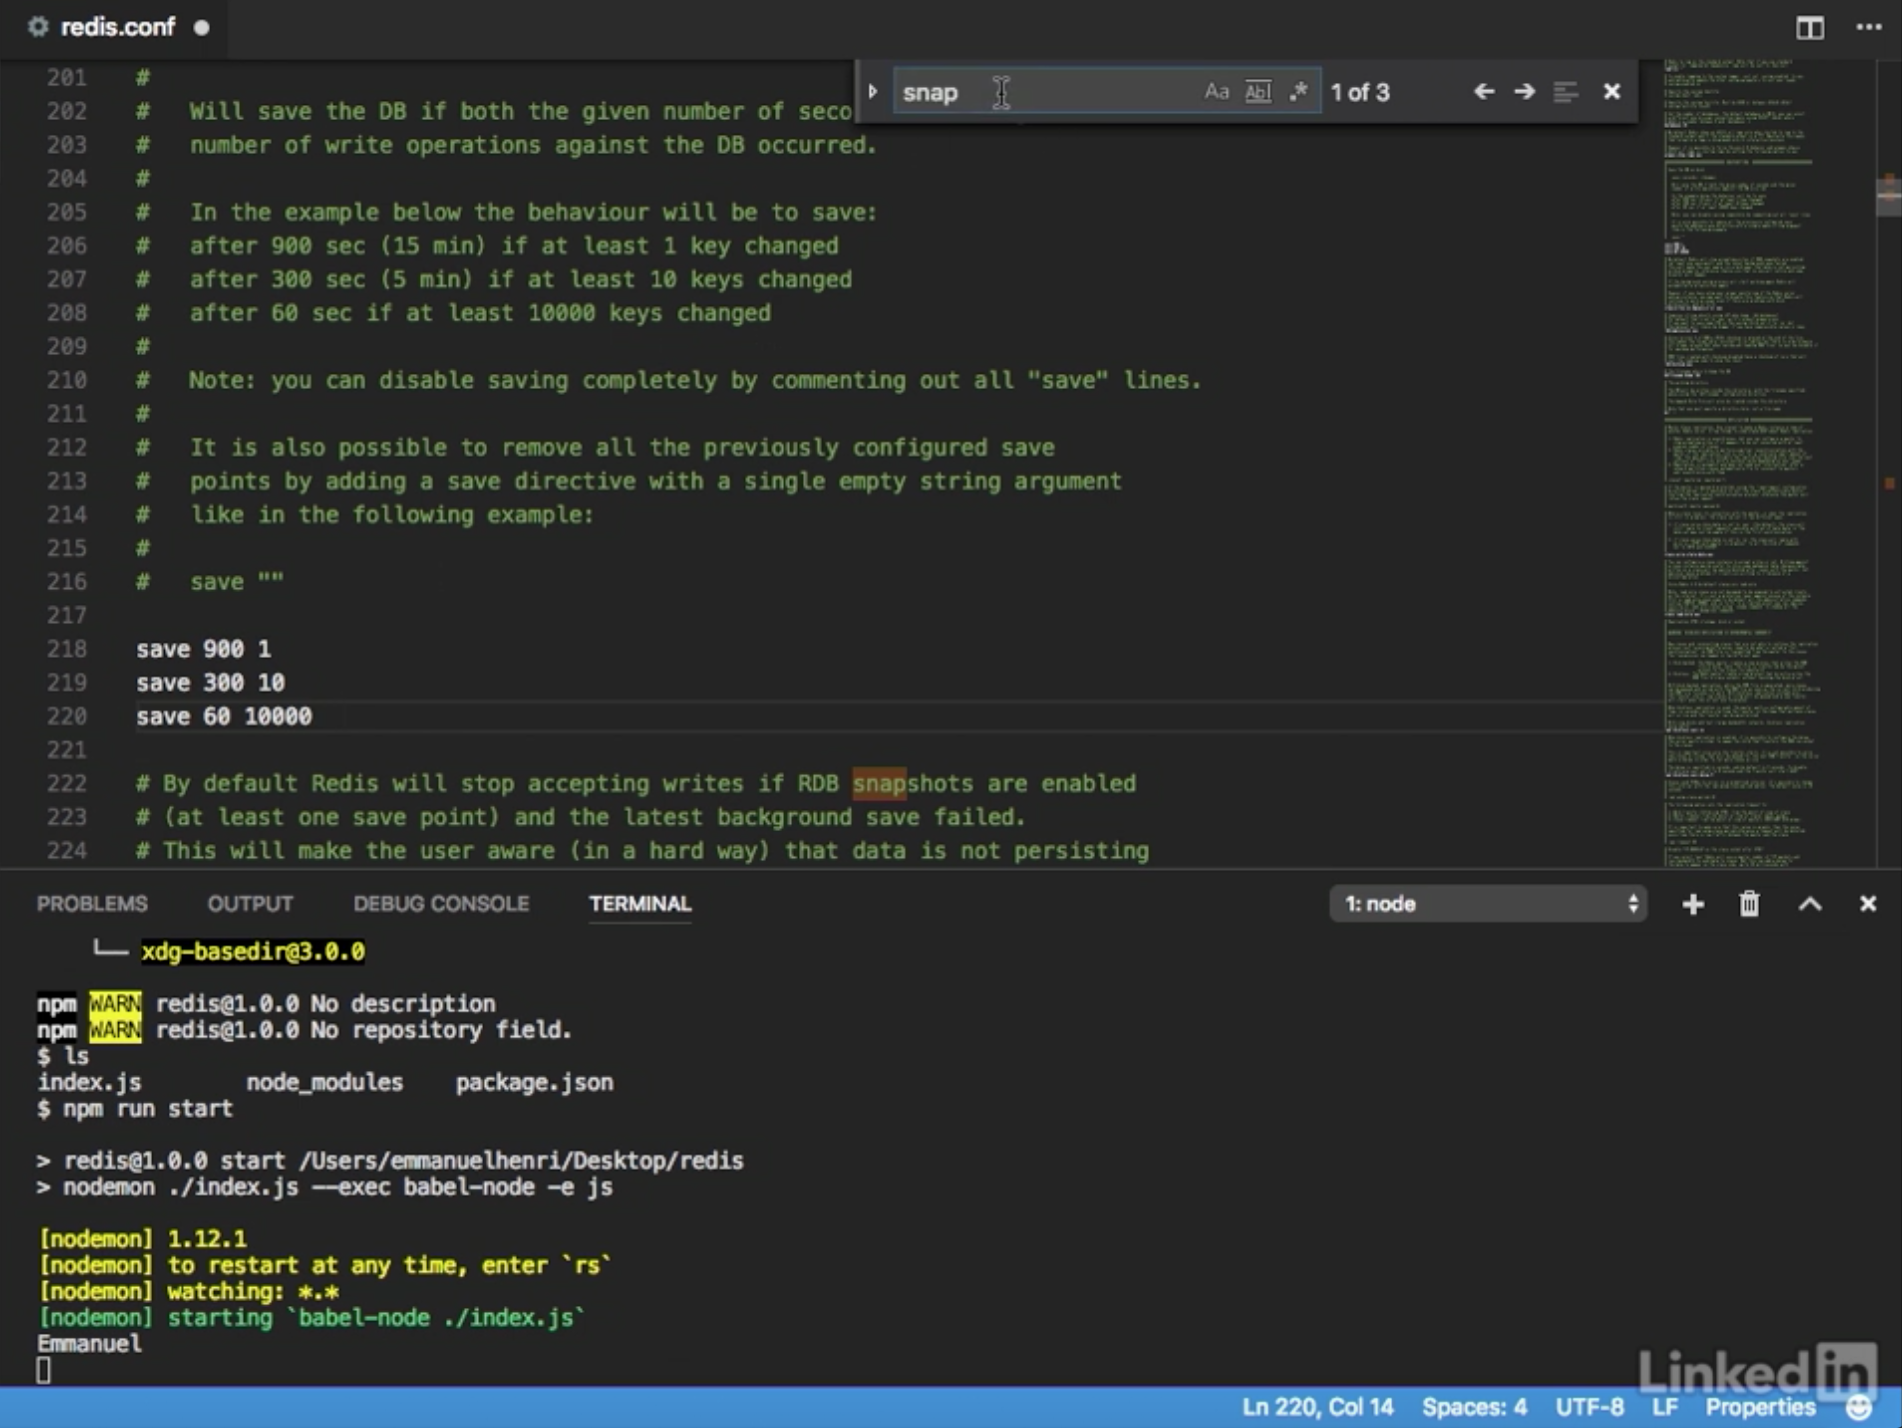 redis.conf
snap Aa Abl .* 1 of 3
201 #
202 # Will save the DB if both the given number of seco
203 # number of write operations against the DB occurred.
204 #
205 # In the example below the behaviour will be to save:
206 # after 900 sec (15 min) if at least 1 key changed
207 # after 300 sec (5 min) if at least 10 keys changed
208 # after 60 sec if at least 10000 keys changed
209 #
210 # Note: you can disable saving completely by commenting out all "save" lines.
211 #
212 # It is also possible to remove all the previously configured save
213 # points by adding a save directive with a single empty string argument
214 # like in the following example:
215 #
216 # save ""
217
218 save 900 1
219 save 300 10
220 save 60 10000
221
222 # By default Redis will stop accepting writes if RDB snapshots are enabled
223 # (at least one save point) and the latest background save failed.
224 # This will make the user aware (in a hard way) that data is not persisting
PROBLEMS OUTPUT DEBUG CONSOLE TERMINAL 1: node
└── xdg-basedir@3.0.0
npm WARN redis@1.0.0 No description
npm WARN redis@1.0.0 No repository field.
$ ls
index.js node_modules package.json
$ npm run start
> redis@1.0.0 start /Users/emmanuelhenri/Desktop/redis
> nodemon ./index.js --exec babel-node -e js
[nodemon] 1.12.1
[nodemon] to restart at any time, enter `rs`
[nodemon] watching: *.*
[nodemon] starting `babel-node ./index.js`
Emmanuel
LinkedIn
Ln 220, Col 14 Spaces: 4 UTF-8 LF Properties